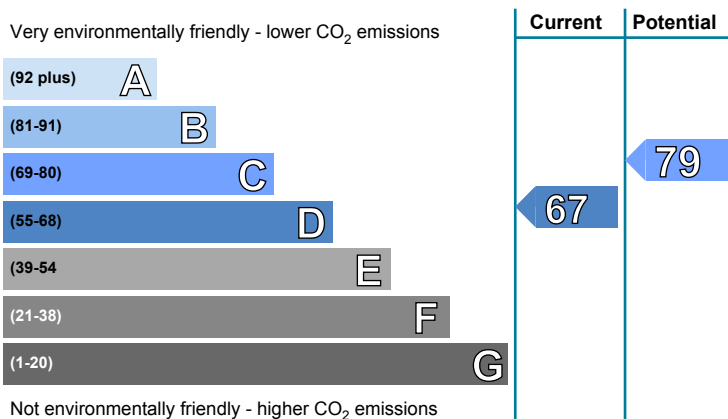 Current Potential
Very environmentally friendly - lower CO2 emissions
(92 plus) A
(81-91) B
(69-80) C
79
(55-68) D
67
(39-54 E
(21-38) F
(1-20) G
Not environmentally friendly - higher CO2 emissions